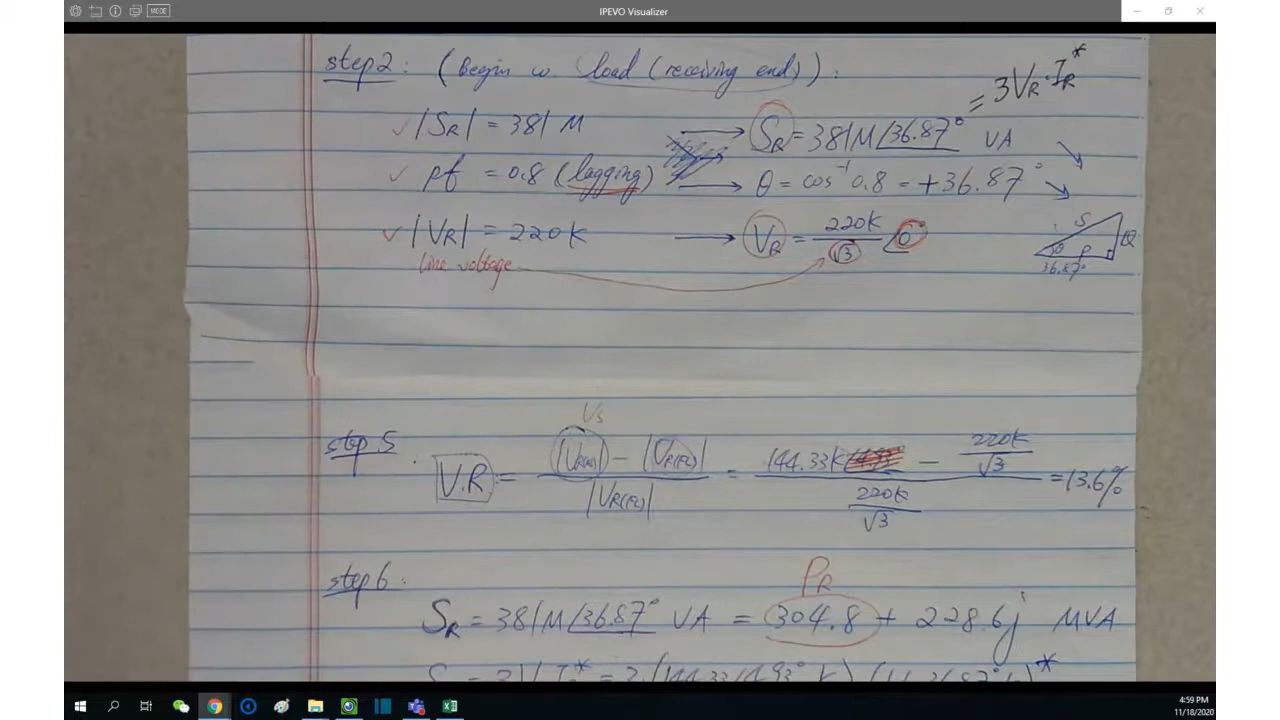 IPEVO Visualizer
MODE
step 2 : (Begin w. load (receiving end)) :
= 3VR · IR*
|SR| = 381 M → SR = 381M∠36.87° VA
pf = 0.8 (lagging) → θ = cos⁻¹ 0.8 = +36.87°
|VR| = 220K → VR = 220K/√3 ∠0°
Line voltage
S
Q
θ P
36.87°
Vs
step 5. V.R = (|VR(NL)| − |VR(FL)|) / |VR(FL)| = (144.33K − 220K/√3) / (220K/√3) = 13.6%
step 6 :
PR
SR = 381M∠36.87° VA = 304.8 + 228.6j MVA
4:59 PM
11/18/2020